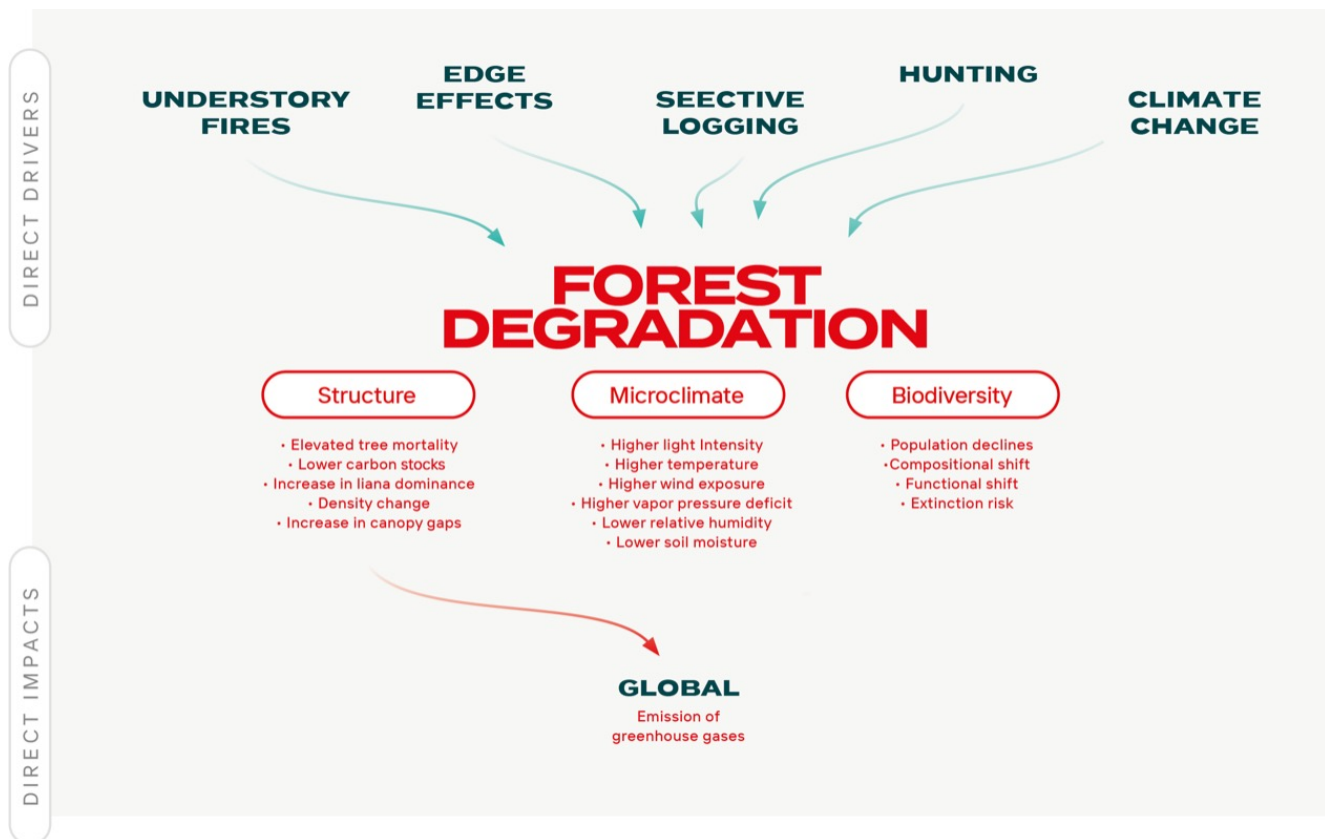 DIRECT DRIVERS
UNDERSTORY
FIRES
EDGE
EFFECTS
SEECTIVE
LOGGING
HUNTING
CLIMATE
CHANGE
FOREST
DEGRADATION
Structure
• Elevated tree mortality
• Lower carbon stocks
• Increase in liana dominance
• Density change
• Increase in canopy gaps
Microclimate
• Higher light Intensity
• Higher temperature
• Higher wind exposure
• Higher vapor pressure deficit
• Lower relative humidity
• Lower soil moisture
Biodiversity
• Population declines
•Compositional shift
• Functional shift
• Extinction risk
DIRECT IMPACTS
GLOBAL
Emission of
greenhouse gases